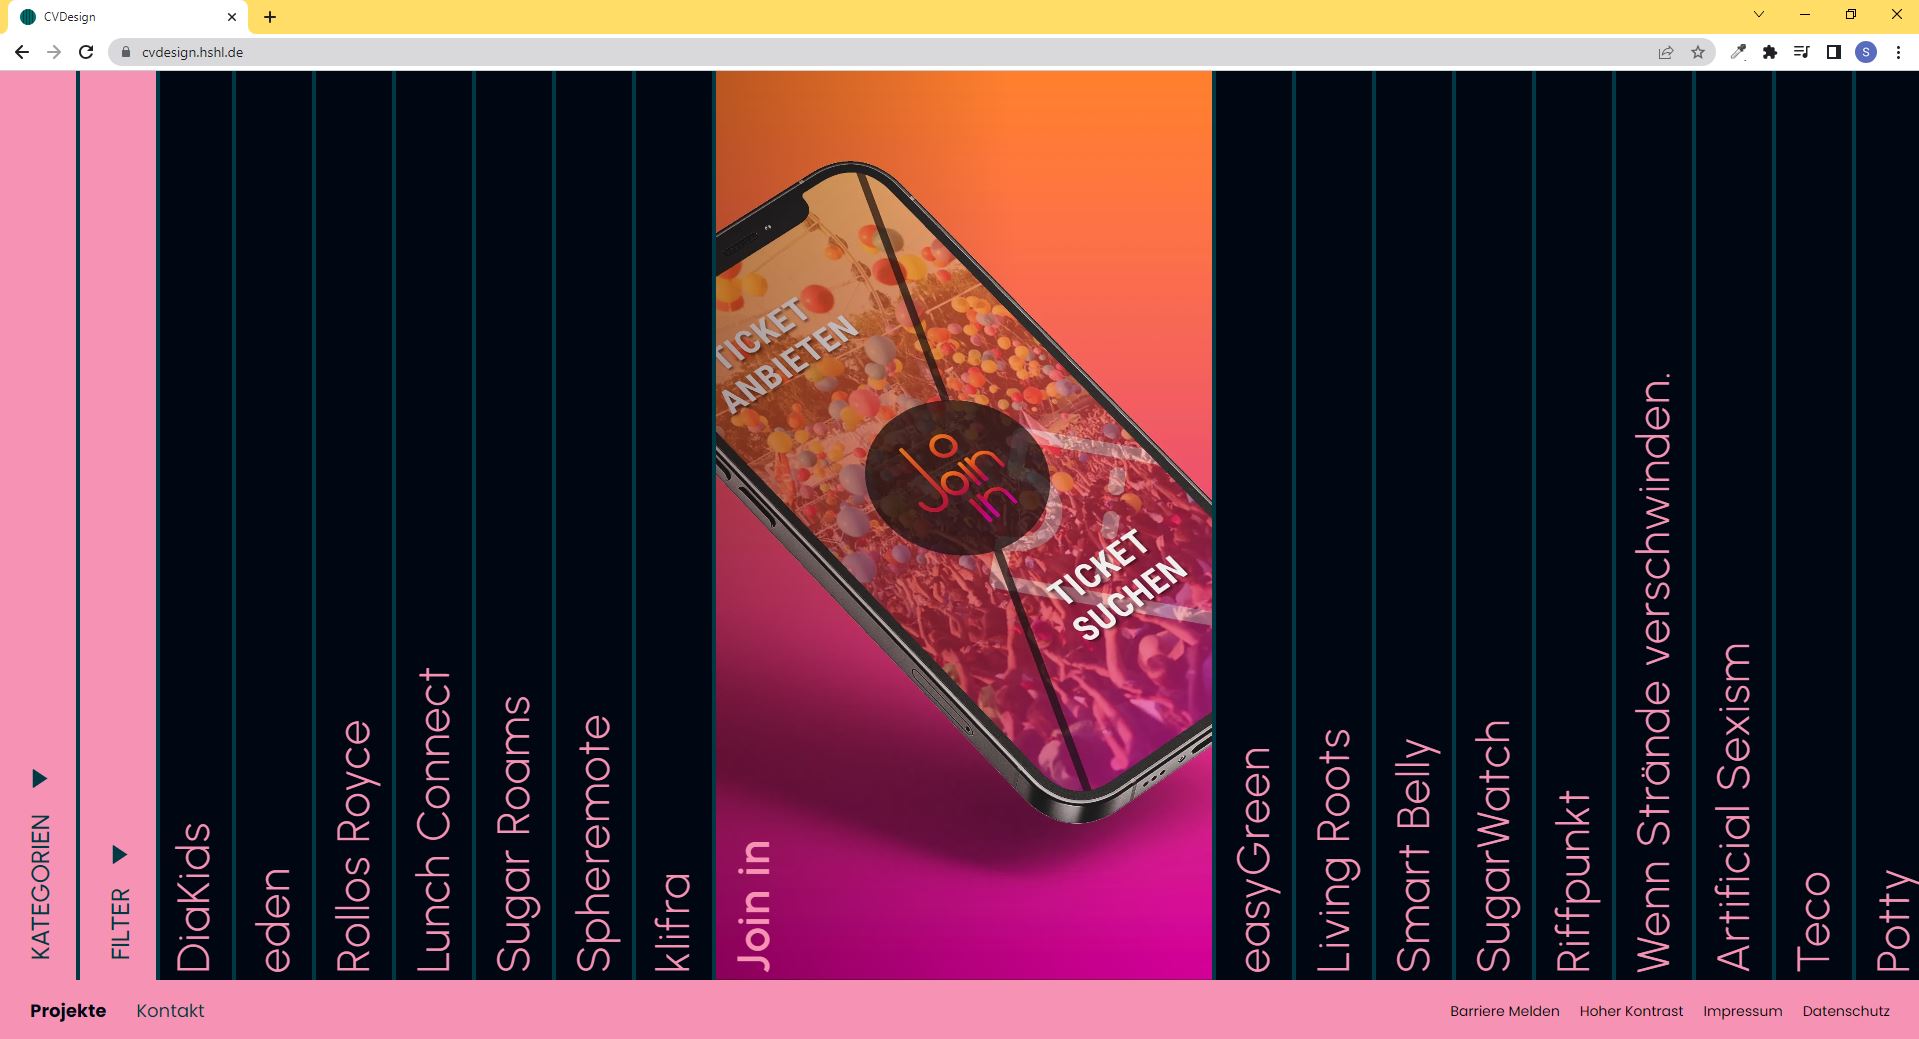 CVDesign
cvdesign.hshl.de
S
KATEGORIEN
FILTER
DiaKids
eden
Rollos Royce
Lunch Connect
Sugar Roams
Spheremote
klifra
Join in
TICKET
ANBIETEN
Join
in
TICKET
SUCHEN
easyGreen
Living Roots
Smart Belly
SugarWatch
Riffpunkt
Wenn Strände verschwinden.
Artificial Sexism
Teco
Potty
Projekte
Kontakt
Barriere Melden
Hoher Kontrast
Impressum
Datenschutz